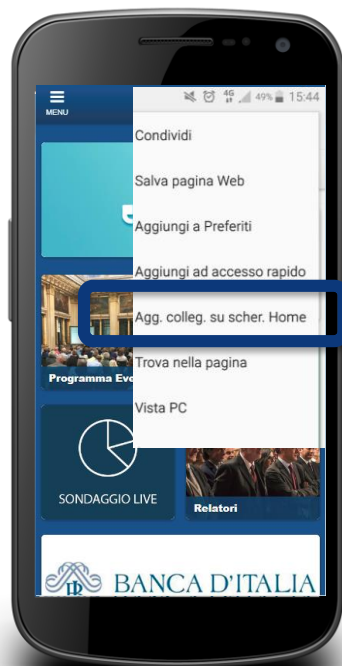 4G 49% 15:44
MENU
Condividi
Salva pagina Web
Aggiungi a Preferiti
Aggiungi ad accesso rapido
Agg. colleg. su scher. Home
Trova nella pagina
Vista PC
Programma Eve
SONDAGGIO LIVE
Relatori
BANCA D'ITALIA